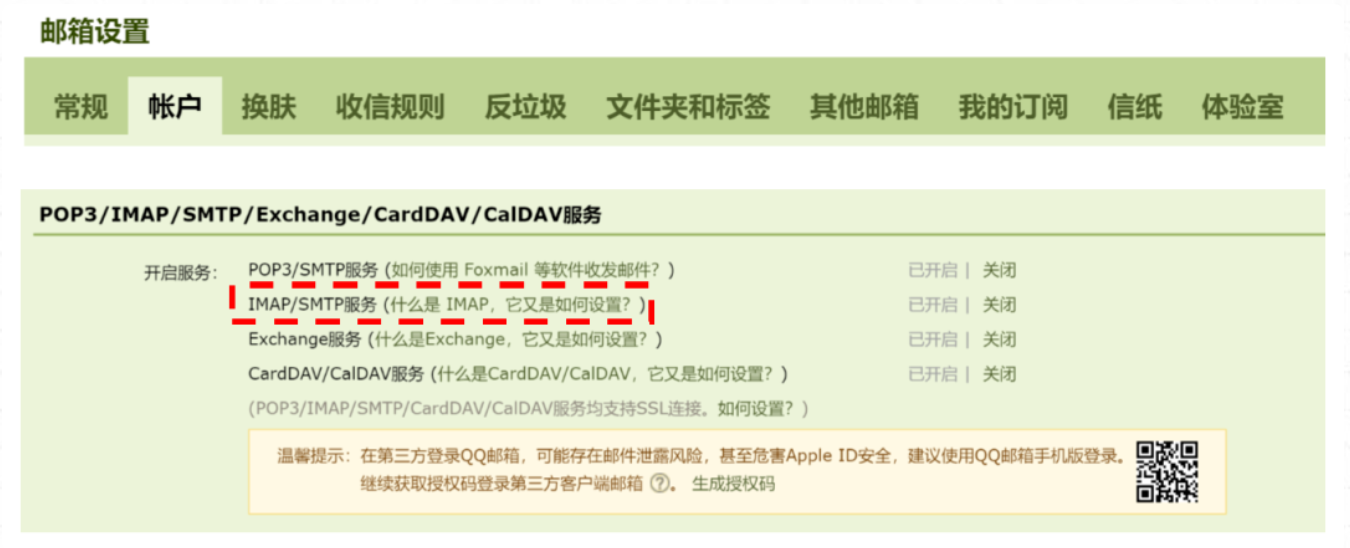 邮箱设置
常规 帐户 换肤 收信规则 反垃圾 文件夹和标签 其他邮箱 我的订阅 信纸 体验室
POP3/IMAP/SMTP/Exchange/CardDAV/CalDAV服务
开启服务： POP3/SMTP服务 (如何使用 Foxmail 等软件收发邮件？) 已开启 | 关闭
IMAP/SMTP服务 (什么是 IMAP，它又是如何设置？) 已开启 | 关闭
Exchange服务 (什么是Exchange，它又是如何设置？) 已开启 | 关闭
CardDAV/CalDAV服务 (什么是CardDAV/CalDAV，它又是如何设置？) 已开启 | 关闭
(POP3/IMAP/SMTP/CardDAV/CalDAV服务均支持SSL连接。如何设置？)
温馨提示：在第三方登录QQ邮箱，可能存在邮件泄露风险，甚至危害Apple ID安全，建议使用QQ邮箱手机版登录。
继续获取授权码登录第三方客户端邮箱 ?。 生成授权码